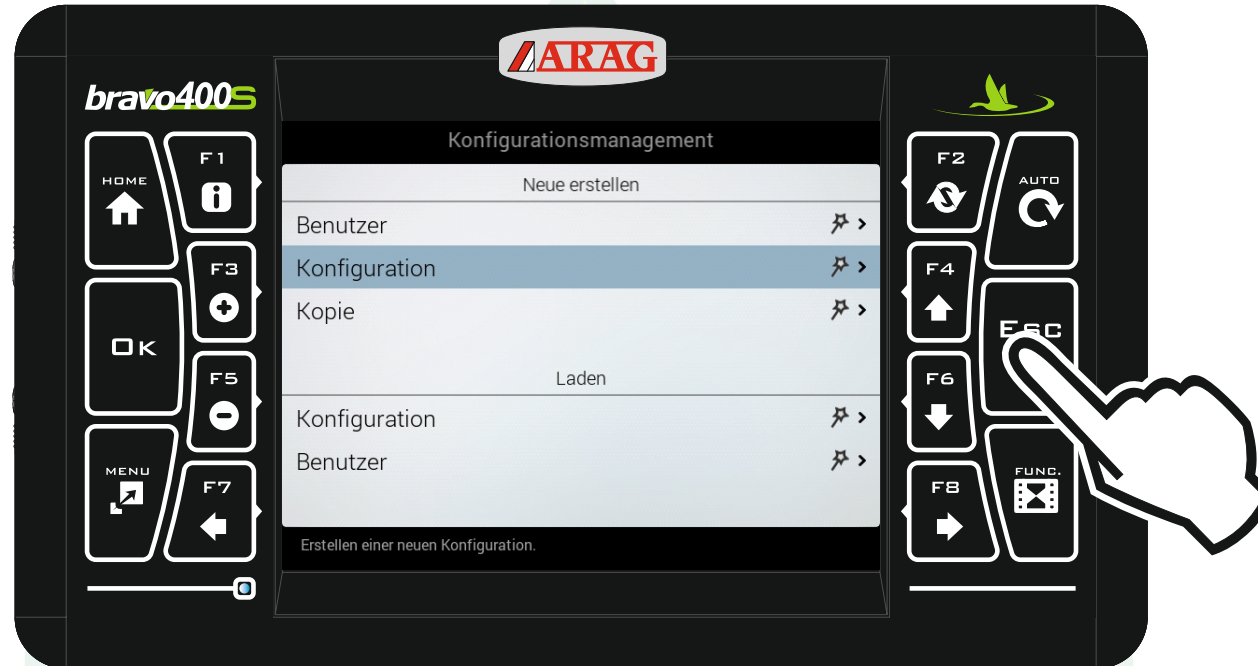 ARAG
bravo400S
HOME
F1
F3
OK
F5
MENU
F7
Konfigurationsmanagement
Neue erstellen
Benutzer
Konfiguration
Kopie
Laden
Konfiguration
Benutzer
Erstellen einer neuen Konfiguration.
F2
AUTO
F4
Esc
F6
FUNC.
F8